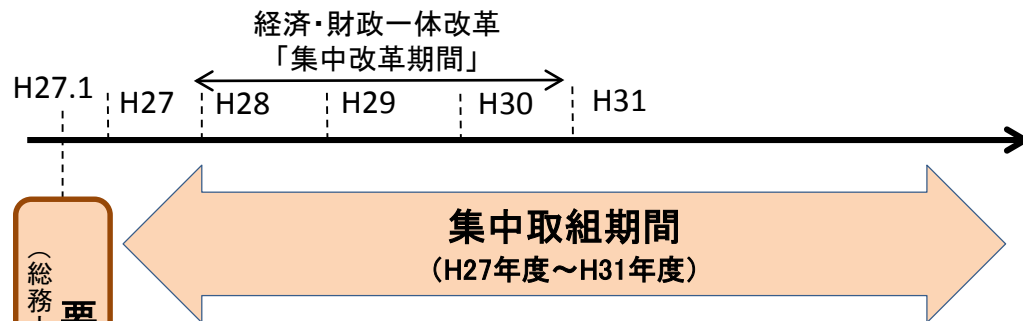 経済・財政一体改革
「集中改革期間」
H27.1
H27
H28
H29
H30
H31
集中取組期間
（H27年度～H31年度）
（総務
要